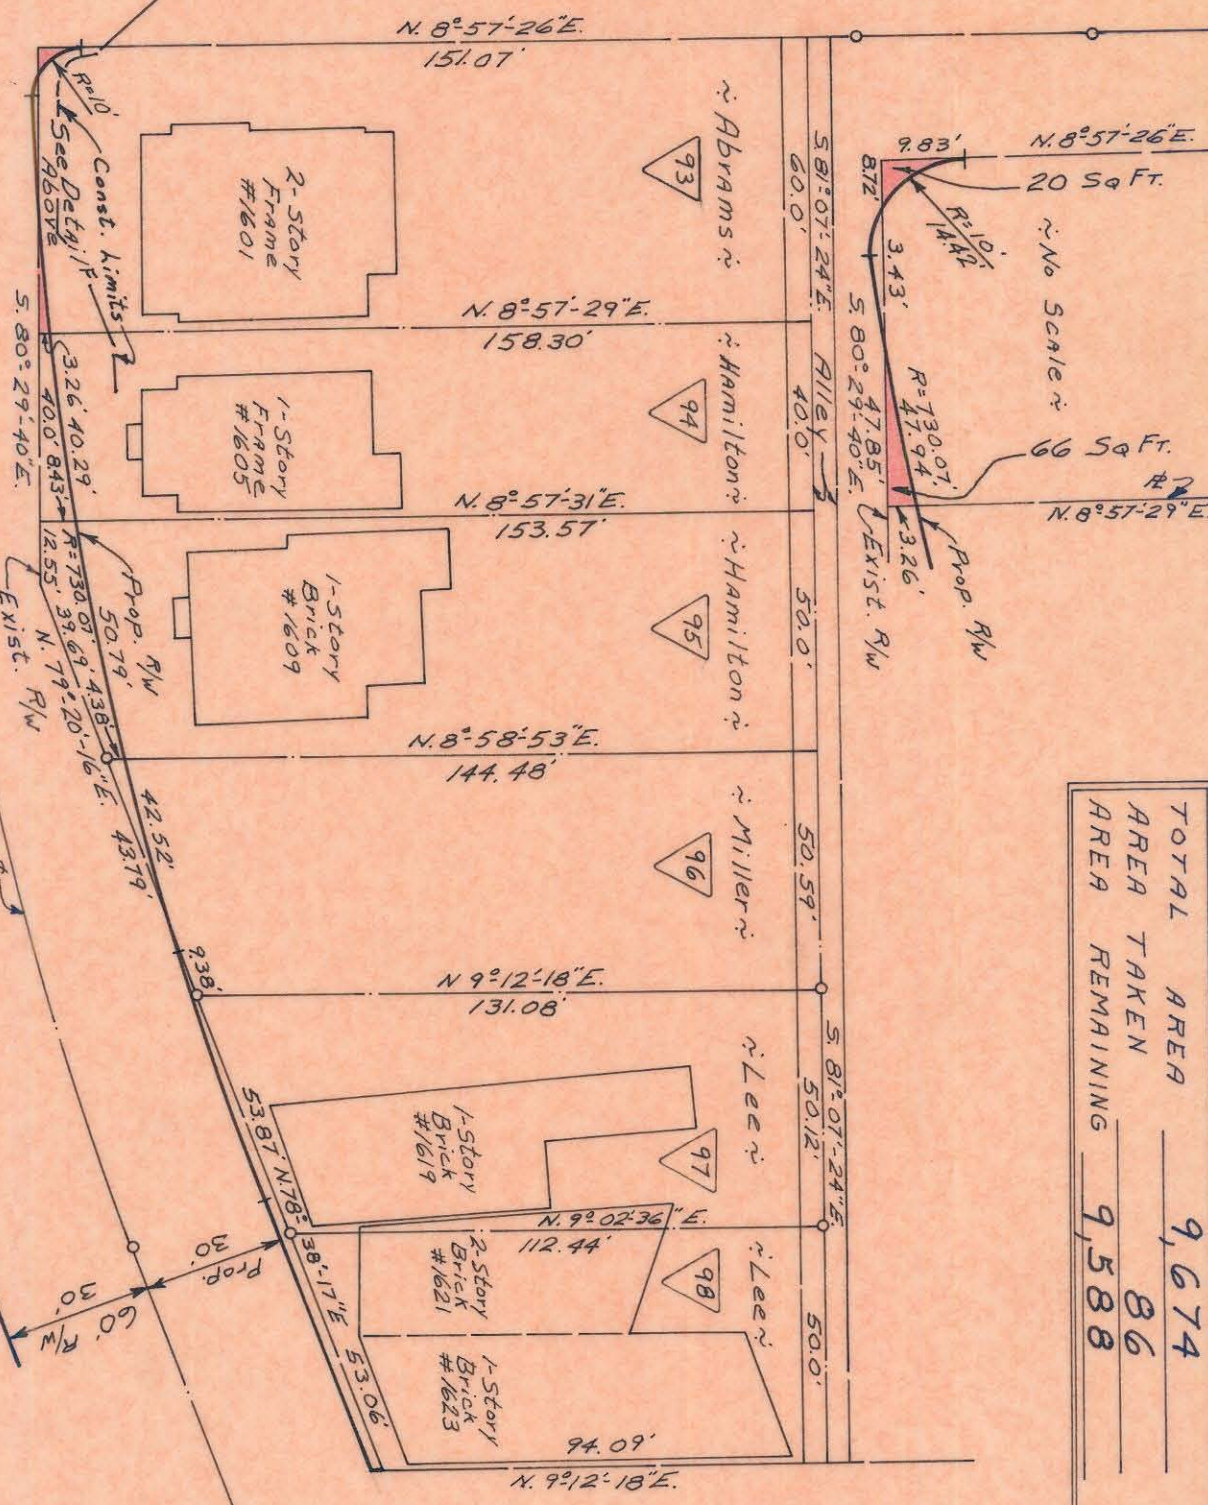 N. 8°-57'-26"E.
151.07'
R=10'
Const. Limits
See Detail
Above
2-Story
Frame
#1601
~ Abrams ~
93
S. 81°-07'-24"E. Alley
60.0'
N. 8°-57'-29"E.
158.30'
S. 80°-29'-40"E.
3.26' 40.29'
40.0' 8.43'
1-Story
Frame
#1605
~ Hamilton ~
94
40.0'
N. 8°-57'-31"E.
153.57'
Prop. R/W
50.79'
R=730.07' 4.38'
12.55' 39.69'
N. 79°-20'-16"E. 43.79'
Exist. R/W
1-Story
Brick
#1609
~ Hamilton ~
95
50.0'
N. 8°-58'-53"E.
144.48'
42.52'
~ Miller ~
96
50.59'
9.38'
N 9°-12'-18"E.
131.08'
53.87' N.78°-38'-17"E 53.06'
1-Story
Brick
#1619
~ Lee ~
97
S. 81°-07'-24"E.
50.12'
N. 9°-02'-36"E.
112.44'
2-Story
Brick
#1621
~ Lee ~
98
50.0'
1-Story
Brick
#1623
94.09'
N. 9°-12'-18"E.
30'
Prop.
30'
60'
R/W
9.83'
N. 8°-57'-26"E.
8.72'
20 Sq Ft.
R=10'
14.42'
~ No Scale ~
3.43'
R=730.07'
47.94'
47.85'
S. 80°-29'-40"E.
Exist. R/W
66 Sq Ft.
N. 8°57'-29"E
3.26'
Prop. R/W
TOTAL AREA 9,674
AREA TAKEN 86
AREA REMAINING 9,588